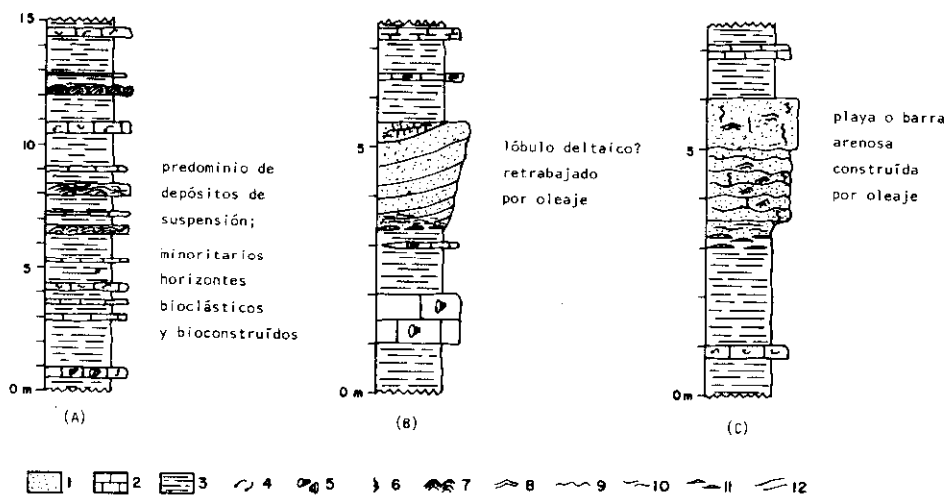 15
10
5
0 m
predominio de
depósitos de
suspensión;
minoritarios
horizontes
bioclásticos
y bioconstruídos
(A)
5
0 m
lóbulo deltaico?
retrabajado
por oleaje
(B)
5
0 m
playa o barra
arenosa
construída
por oleaje
(C)
1 2 3 4 5 6 7 8 9 10 11 12